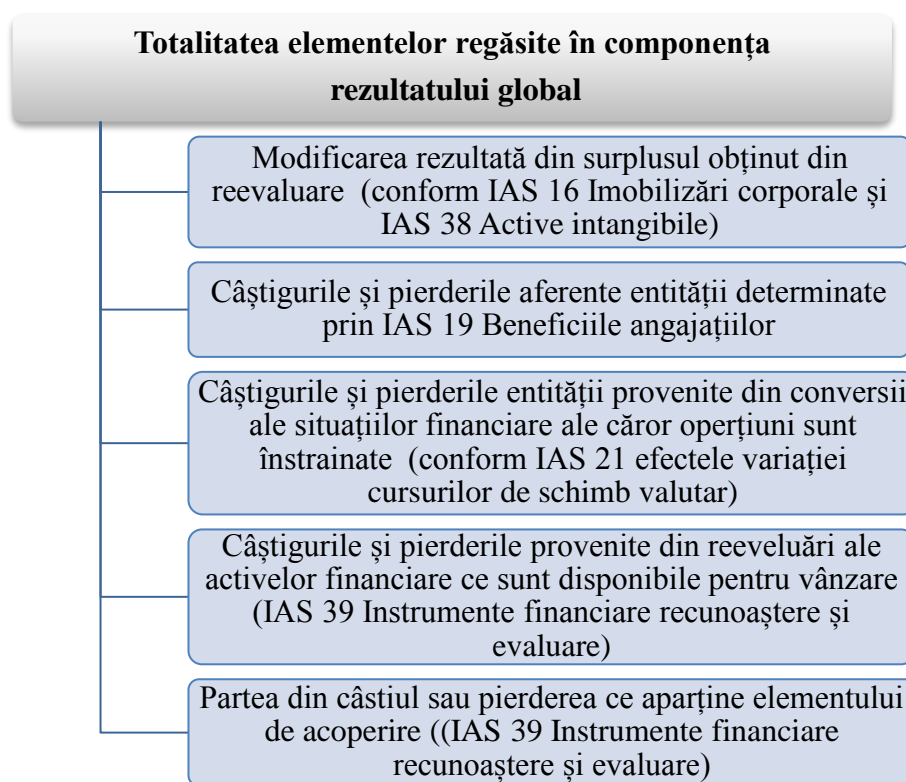 Totalitatea elementelor regăsite în componența
rezultatului global
Modificarea rezultată din surplusul obținut din
reevaluare (conform IAS 16 Imobilizări corporale și
IAS 38 Active intangibile)
Câștigurile și pierderile aferente entității determinate
prin IAS 19 Beneficiile angajațiilor
Câștigurile și pierderile entității provenite din conversii
ale situațiilor financiare ale căror operțiuni sunt
înstrainate (conform IAS 21 efectele variației
cursurilor de schimb valutar)
Câștigurile și pierderile provenite din reeveluări ale
activelor financiare ce sunt disponibile pentru vânzare
(IAS 39 Instrumente financiare recunoaștere și
evaluare)
Partea din câstiul sau pierderea ce aparține elementului
de acoperire ((IAS 39 Instrumente financiare
recunoaștere și evaluare)